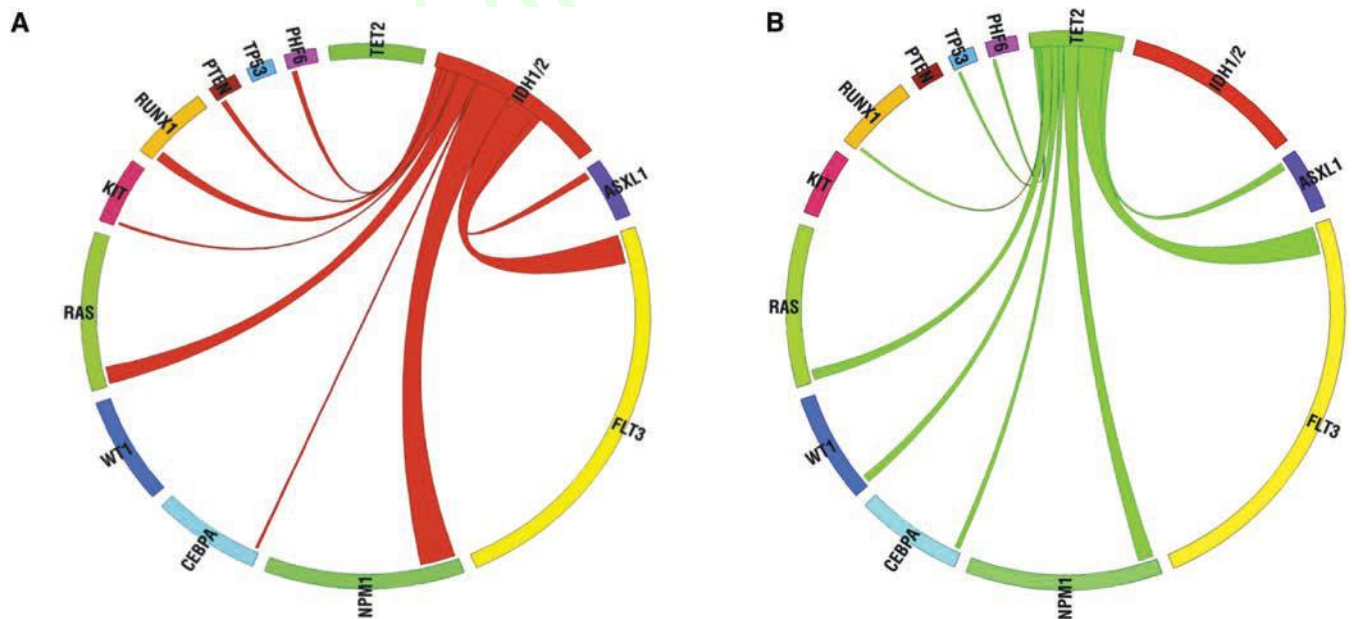 A
TET2
PHF6
TP53
PTEN
RUNX1
KIT
RAS
WT1
CEBPA
NPM1
FLT3
ASXL1
IDH1/2
B
TET2
PHF6
TP53
PTEN
RUNX1
KIT
RAS
WT1
CEBPA
NPM1
FLT3
ASXL1
IDH1/2